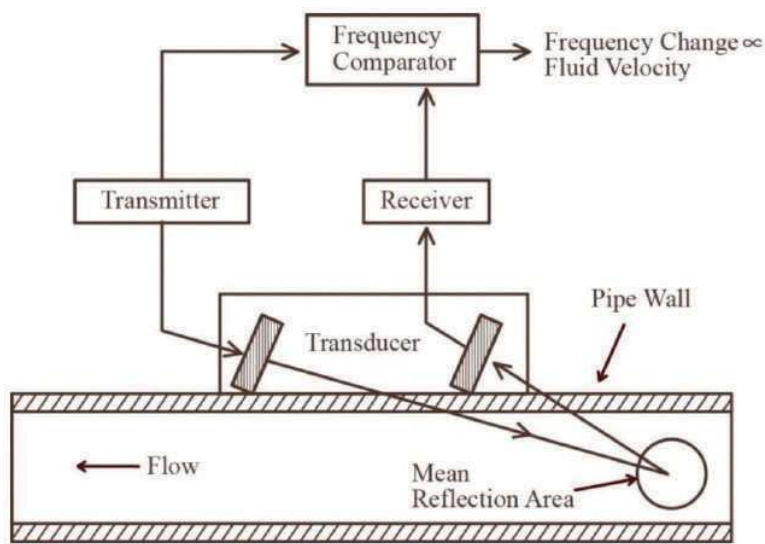 Frequency
Comparator
Frequency Change ∝
Fluid Velocity
Transmitter
Receiver
Pipe Wall
Transducer
Flow
Mean
Reflection Area